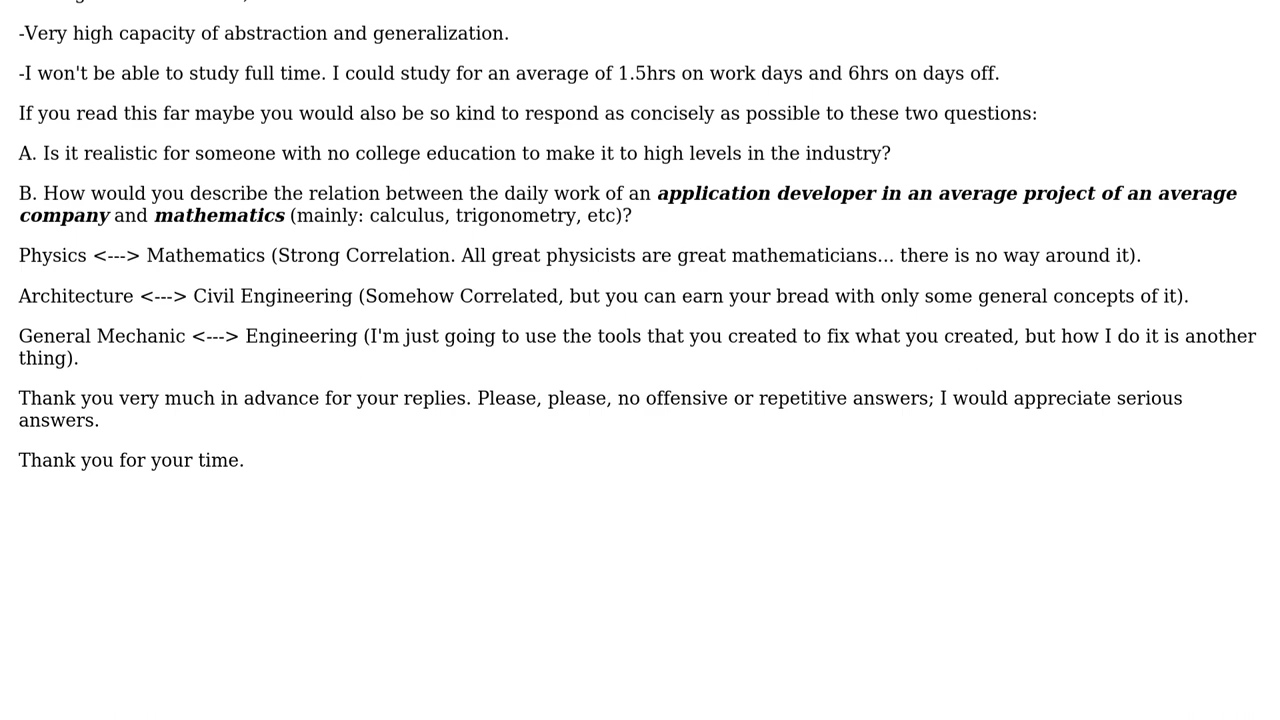 -Very high capacity of abstraction and generalization.
-I won't be able to study full time. I could study for an average of 1.5hrs on work days and 6hrs on days off.
If you read this far maybe you would also be so kind to respond as concisely as possible to these two questions:
A. Is it realistic for someone with no college education to make it to high levels in the industry?
B. How would you describe the relation between the daily work of an application developer in an average project of an average
company and mathematics (mainly: calculus, trigonometry, etc)?
Physics <---> Mathematics (Strong Correlation. All great physicists are great mathematicians... there is no way around it).
Architecture <---> Civil Engineering (Somehow Correlated, but you can earn your bread with only some general concepts of it).
General Mechanic <---> Engineering (I'm just going to use the tools that you created to fix what you created, but how I do it is another
thing).
Thank you very much in advance for your replies. Please, please, no offensive or repetitive answers; I would appreciate serious
answers.
Thank you for your time.